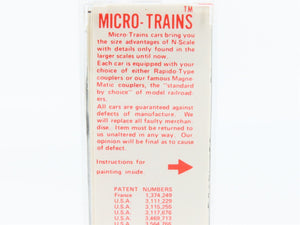 MICRO-TRAINS™
Micro-Trains cars bring you
the size advantages of N-Scale
with details only found in the
larger scales until now.
Each car is equipped with your
choice of either Rapido-Type
couplers or our famous Magne-
Matic couplers, the "standard
by choice" of model railroad-
ers.
All cars are guaranteed against
defects of manufacture. We
will replace all faulty merchan-
dise. Item must be returned to
us unaltered in any way. Our
opinion will be final as to cause
of defect.
Instructions for
painting inside.
PATENT NUMBERS
France 1,374,249
U.S.A. 3,111,229
U.S.A. 3,115,255
U.S.A. 3,117,676
U.S.A. 3,469,713
U.S.A.